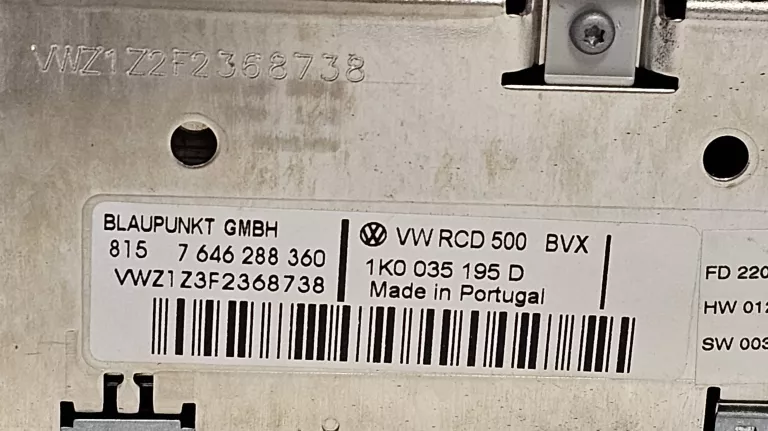 VWZ1Z2F2368738
BLAUPUNKT GMBH
815 7 646 288 360
VWZ1Z3F2368738
VW RCD 500 BVX
1K0 035 195 D
Made in Portugal
FD 220
HW 012
SW 003